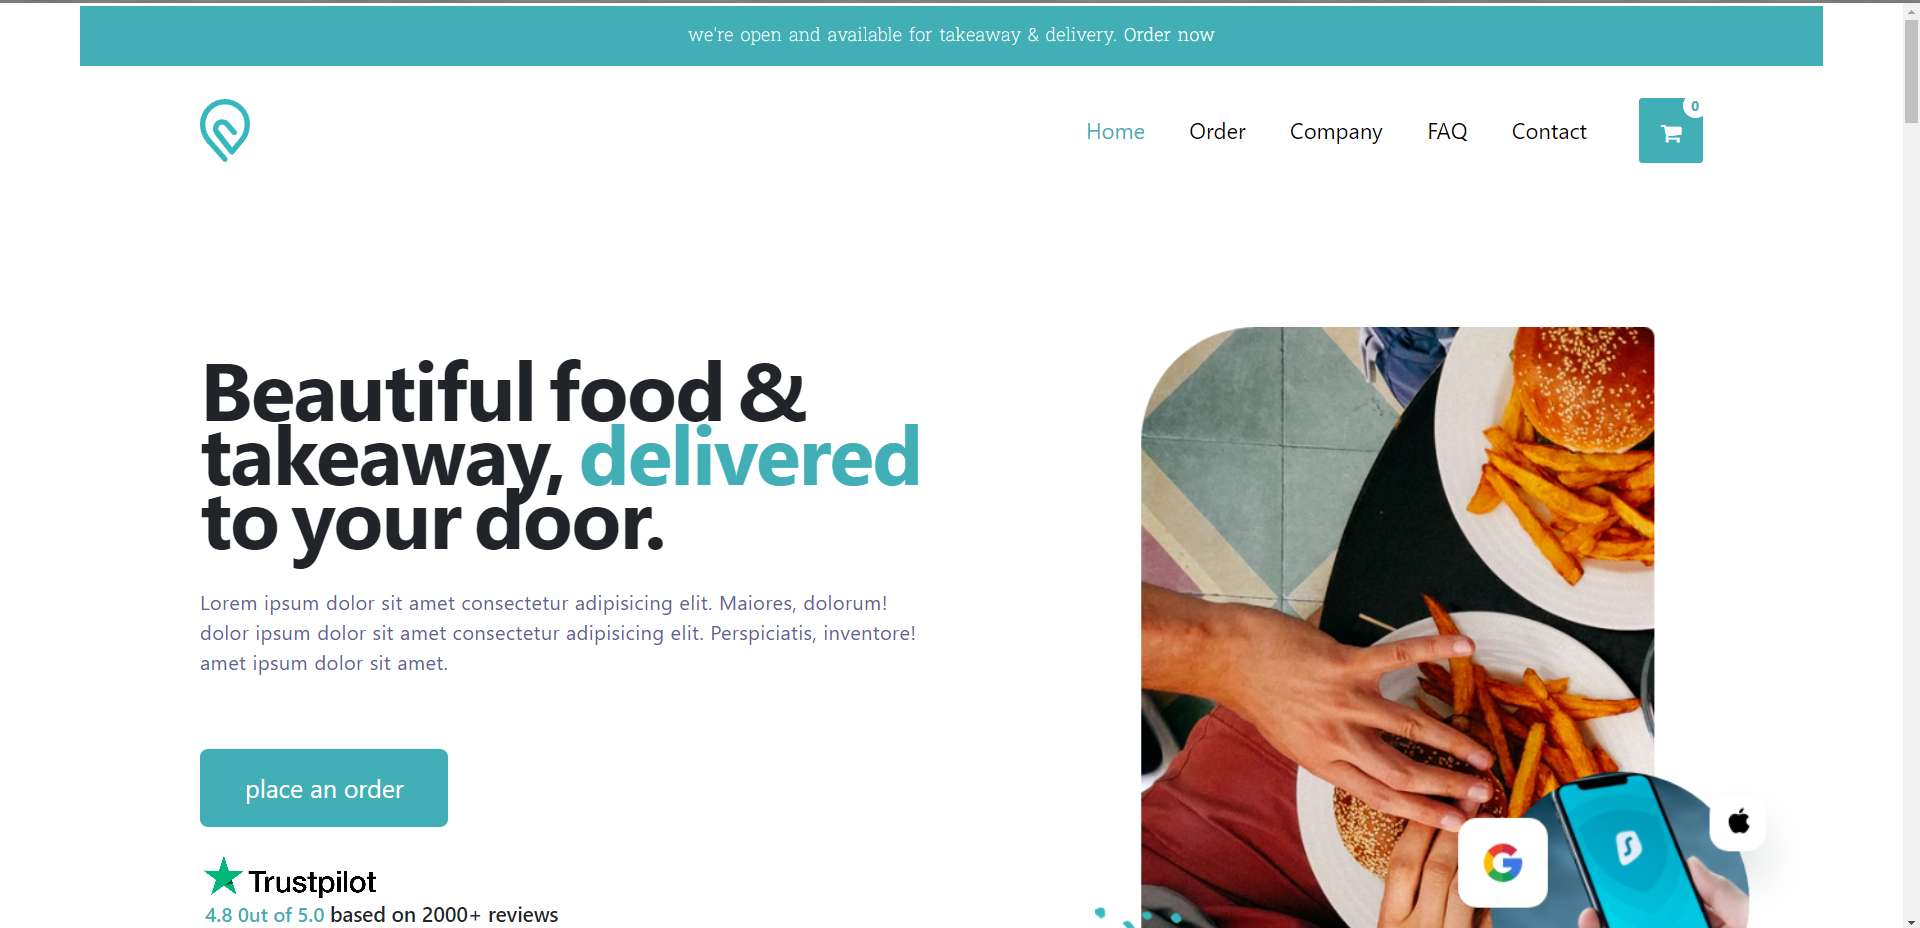 we're open and available for takeaway & delivery. Order now
Home Order Company FAQ Contact
0
Beautiful food &
takeaway, delivered
to your door.
Lorem ipsum dolor sit amet consectetur adipisicing elit. Maiores, dolorum!
dolor ipsum dolor sit amet consectetur adipisicing elit. Perspiciatis, inventore!
amet ipsum dolor sit amet.
place an order
Trustpilot
4.8 0ut of 5.0 based on 2000+ reviews